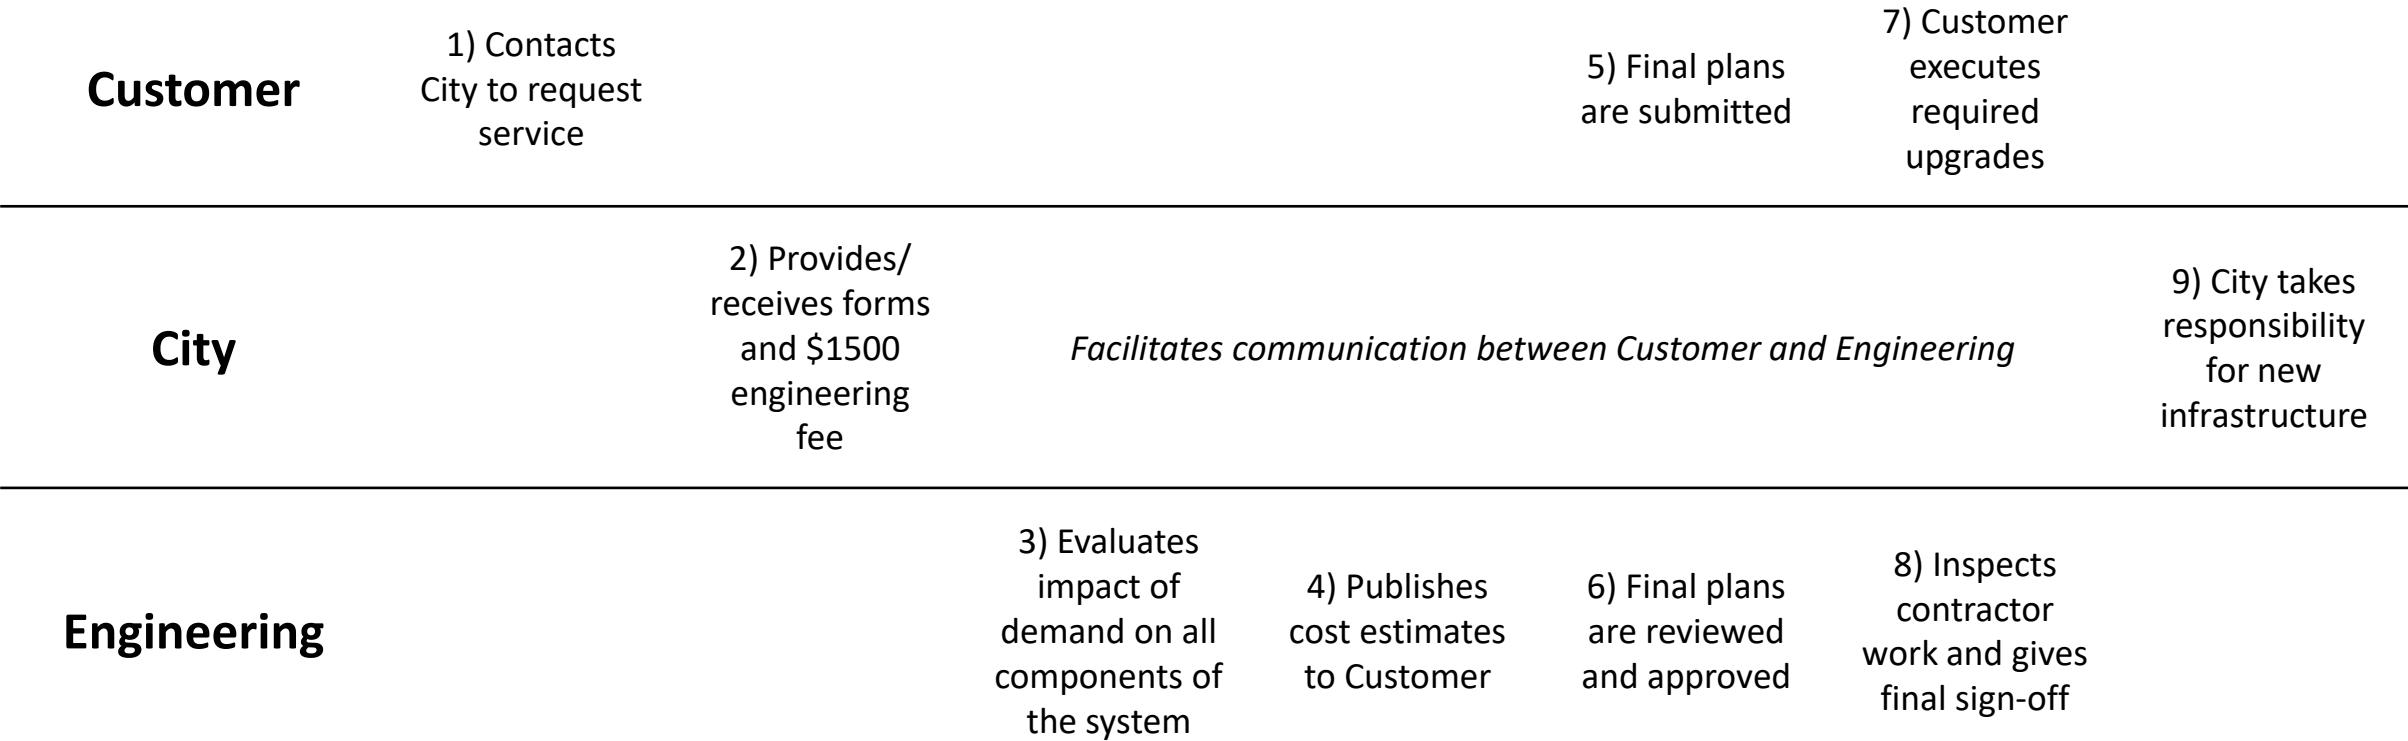 Customer
1) Contacts
City to request
service
5) Final plans
are submitted
7) Customer
executes
required
upgrades
City
2) Provides/
receives forms
and $1500
engineering
fee
Facilitates communication between Customer and Engineering
9) City takes
responsibility
for new
infrastructure
Engineering
3) Evaluates
impact of
demand on all
components of
the system
4) Publishes
cost estimates
to Customer
6) Final plans
are reviewed
and approved
8) Inspects
contractor
work and gives
final sign-off